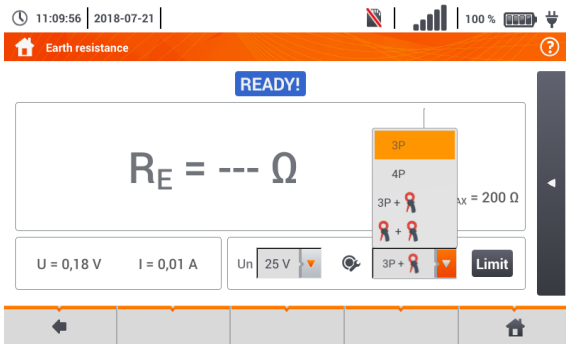 11:09:56 2018-07-21 100 %
Earth resistance ?
READY!
RE = --- Ω
3P
4P
3P +
+
AX = 200 Ω
U = 0,18 V I = 0,01 A
Un 25 V 3P + Limit